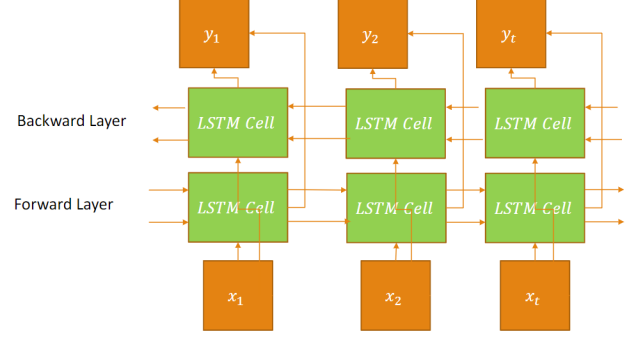 y₁ y₂ yₜ
Backward Layer LSTM Cell LSTM Cell LSTM Cell
Forward Layer LSTM Cell LSTM Cell LSTM Cell
x₁ x₂ xₜ